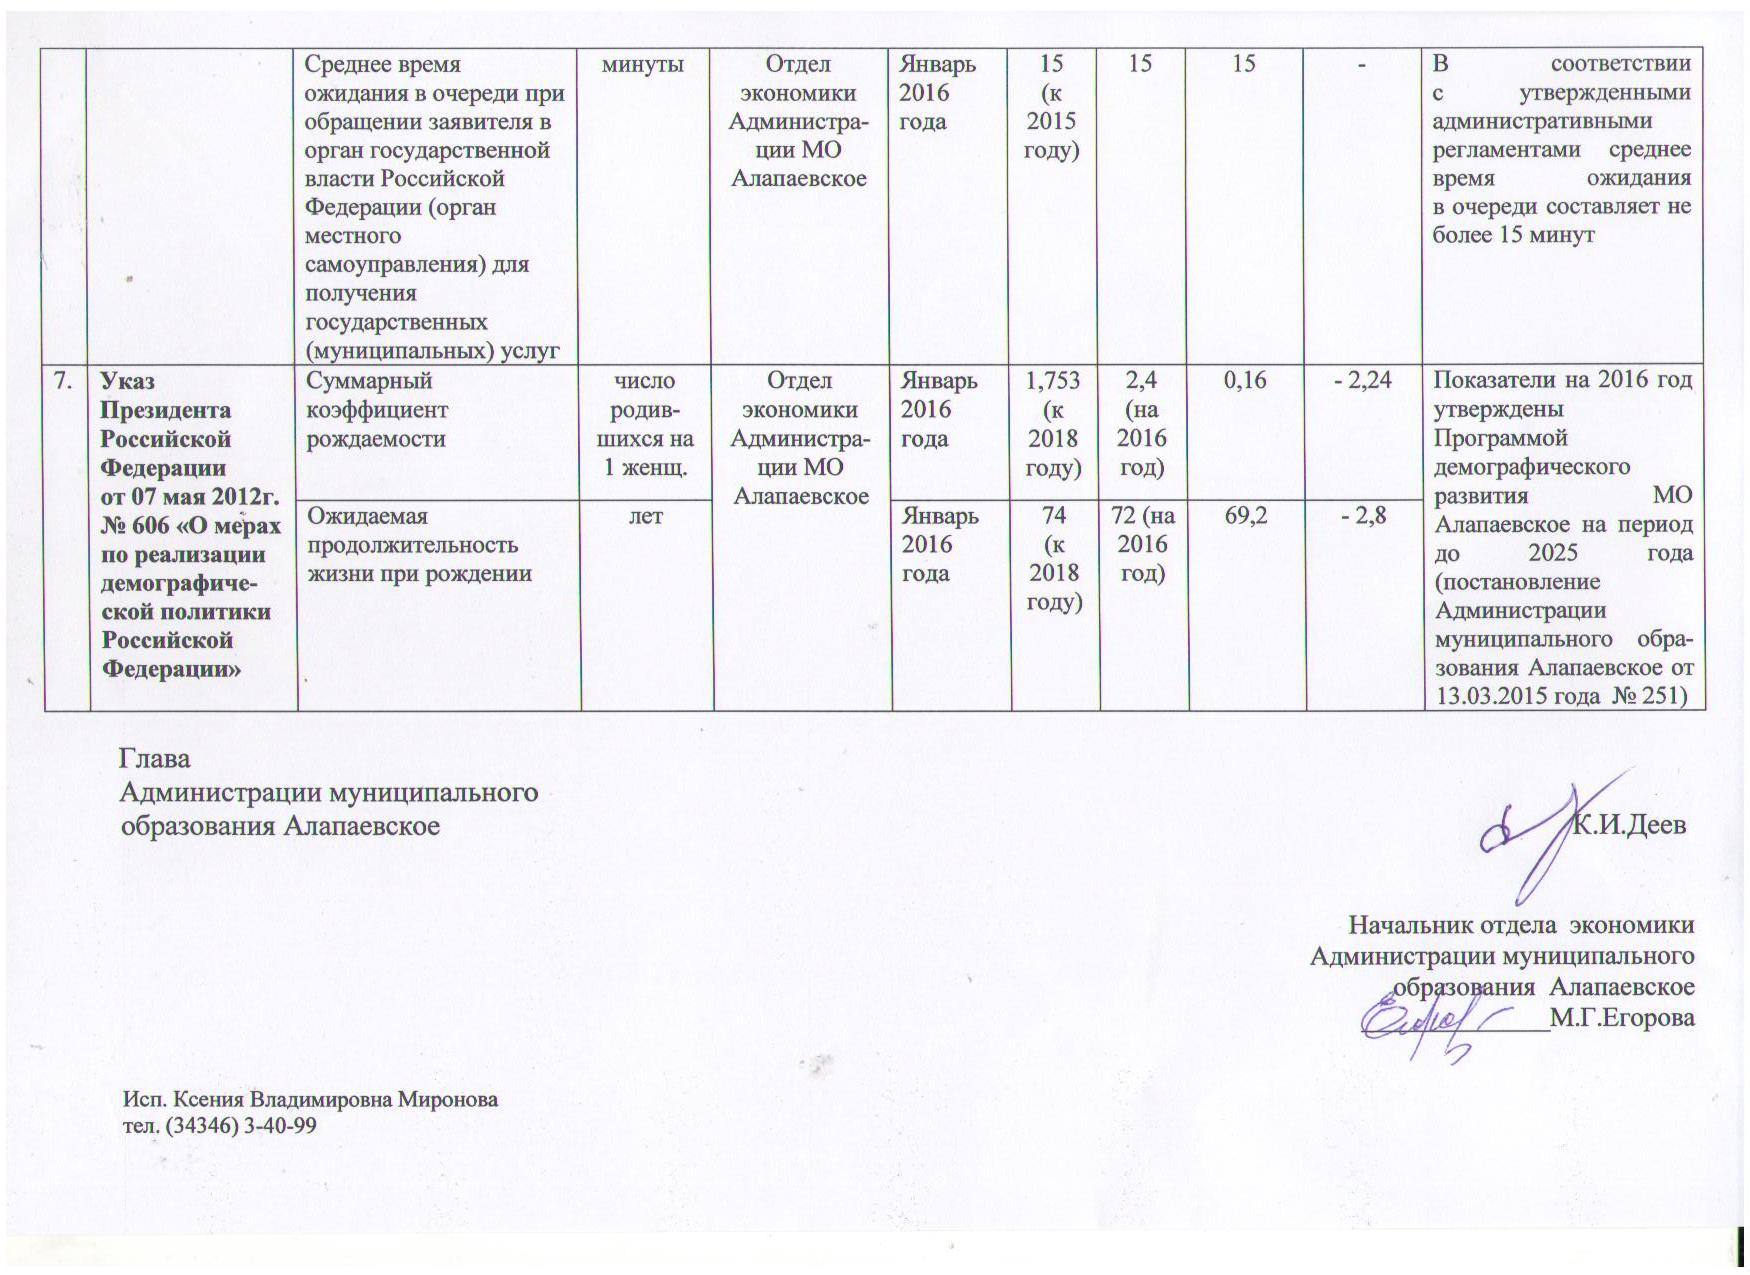 Среднее время
ожидания в очереди при
обращении заявителя в
орган государственной
власти Российской
Федерации (орган
местного
самоуправления) для
получения
государственных
(муниципальных) услуг
минуты
Отдел
экономики
Администра-
ции МО
Алапаевское
Январь
2016
года
15
(к
2015
году)
15
15
-
В соответствии
с утвержденными
административными
регламентами среднее
время ожидания
в очереди составляет не
более 15 минут
7.
Указ
Президента
Российской
Федерации
от 07 мая 2012г.
№ 606 «О мерах
по реализации
демографиче-
ской политики
Российской
Федерации»
Суммарный
коэффициент
рождаемости
число
родив-
шихся на
1 женщ.
Отдел
экономики
Администра-
ции МО
Алапаевское
Январь
2016
года
1,753
(к
2018
году)
2,4
(на
2016
год)
0,16
- 2,24
Показатели на 2016 год
утверждены
Программой
демографического
развития МО
Алапаевское на период
до 2025 года
(постановление
Администрации
муниципального обра-
зования Алапаевское от
13.03.2015 года № 251)
Ожидаемая
продолжительность
жизни при рождении
лет
Январь
2016
года
74
(к
2018
году)
72 (на
2016
год)
69,2
- 2,8
Глава
Администрации муниципального
образования Алапаевское
К.И.Деев
Начальник отдела экономики
Администрации муниципального
образования Алапаевское
М.Г.Егорова
Исп. Ксения Владимировна Миронова
тел. (34346) 3-40-99